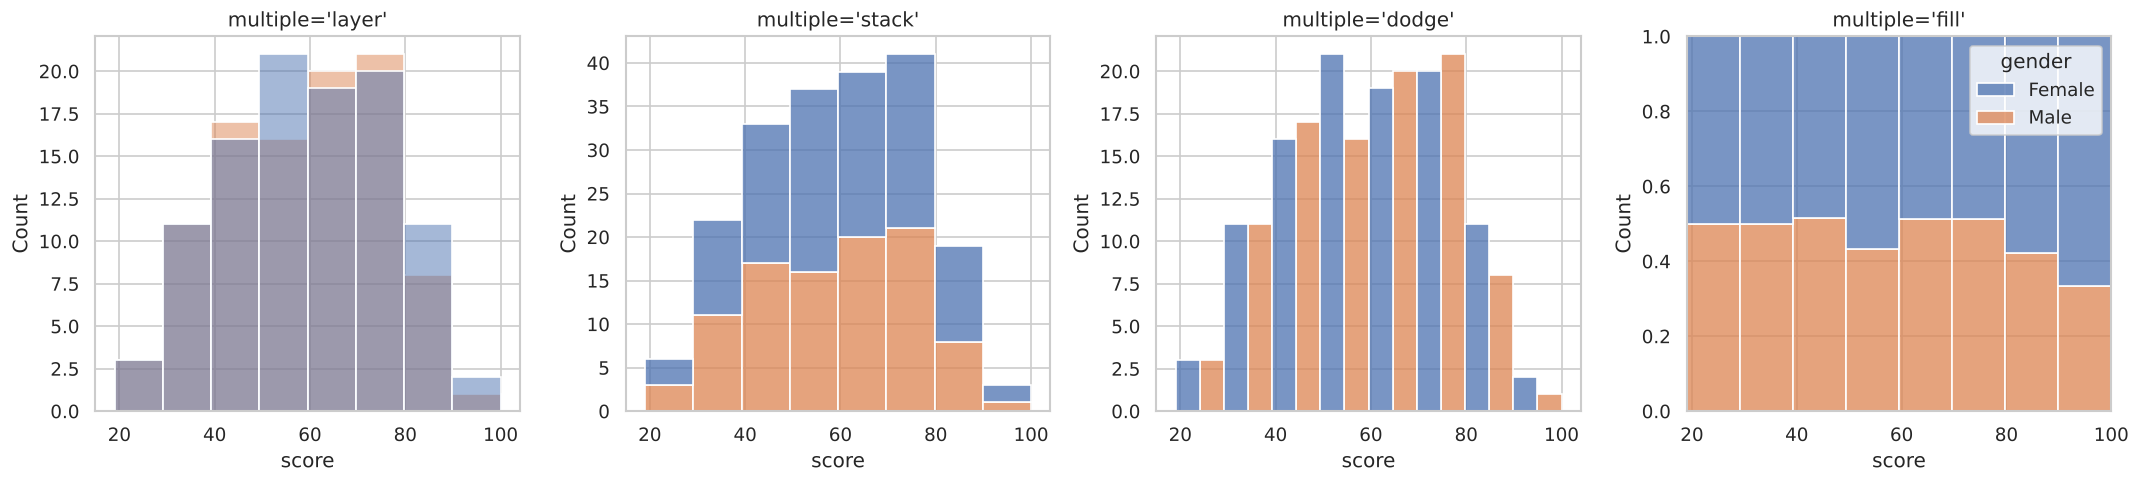 multiple='layer'
20.0
17.5
15.0
12.5
10.0
7.5
5.0
2.5
0.0
Count
20 40 60 80 100
score
multiple='stack'
40
35
30
25
20
15
10
5
0
Count
20 40 60 80 100
score
multiple='dodge'
20.0
17.5
15.0
12.5
10.0
7.5
5.0
2.5
0.0
Count
20 40 60 80 100
score
multiple='fill'
1.0
0.8
0.6
0.4
0.2
0.0
Count
gender
Female
Male
20 40 60 80 100
score